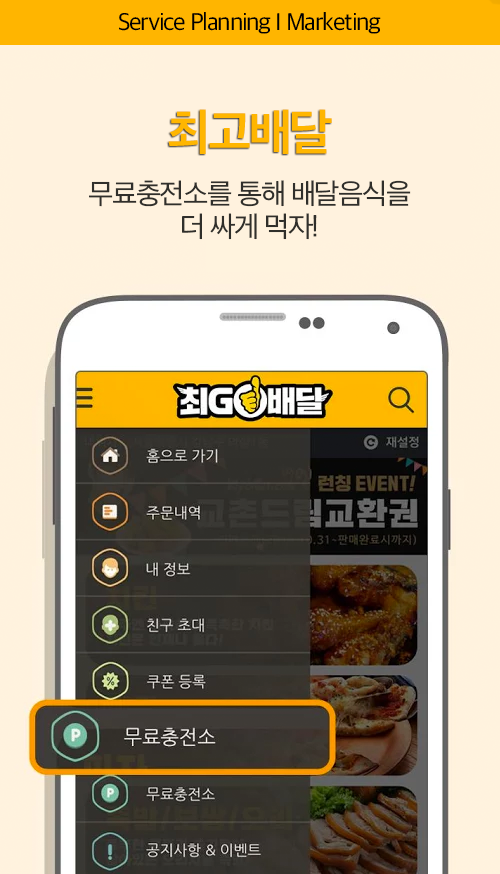 Service Planning I Marketing
최고배달
무료충전소를 통해 배달음식을
더 싸게 먹자!
최GO배달
재설정
홈으로 가기
런칭 EVENT!
주문내역
교촌드림교환권
0.31~판매완료시까지)
내 정보
친구 초대
쿠폰 등록
P 무료충전소
P 무료충전소
공지사항 & 이벤트